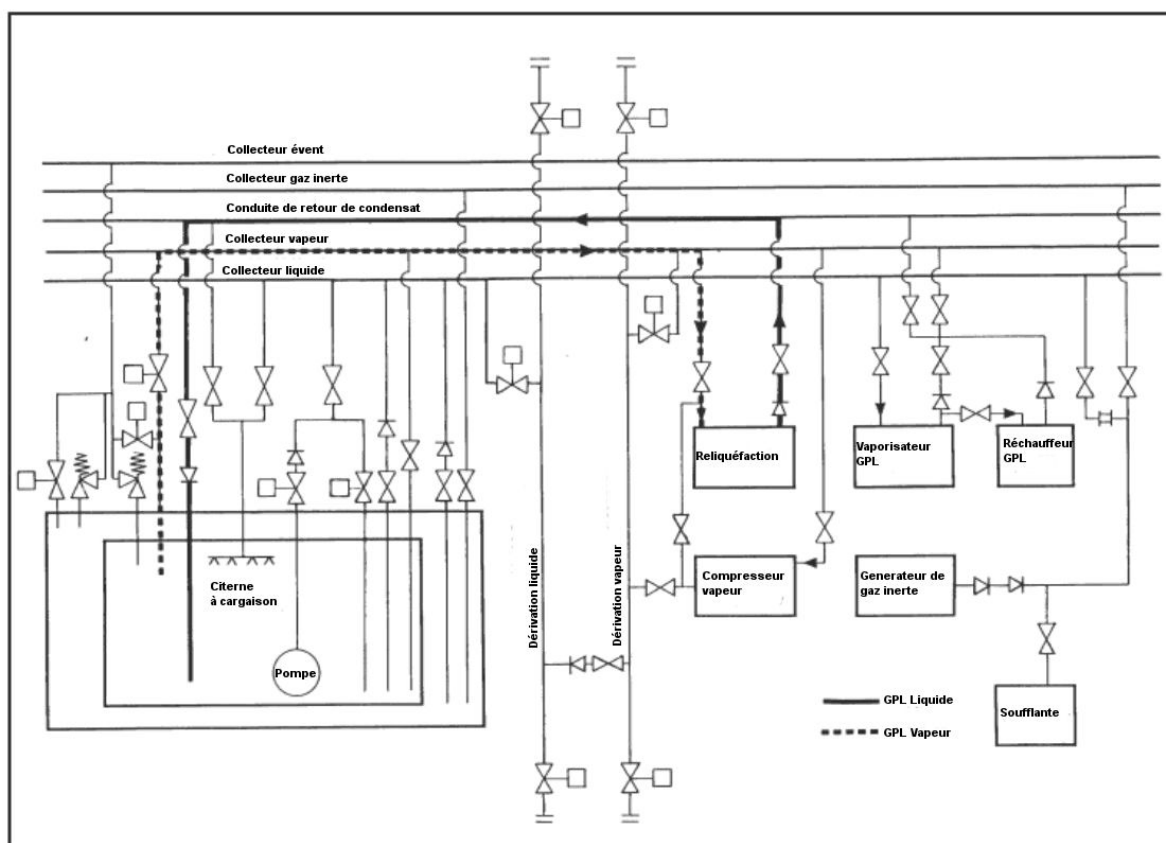 Collecteur évent
Collecteur gaz inerte
Conduite de retour de condensat
Collecteur vapeur
Collecteur liquide
Reliquéfaction
Vaporisateur
GPL
Réchauffeur
GPL
Citerne
à cargaison
Pompe
Dérivation liquide
Dérivation vapeur
Compresseur
vapeur
Generateur de
gaz inerte
Soufflante
GPL Liquide
GPL Vapeur